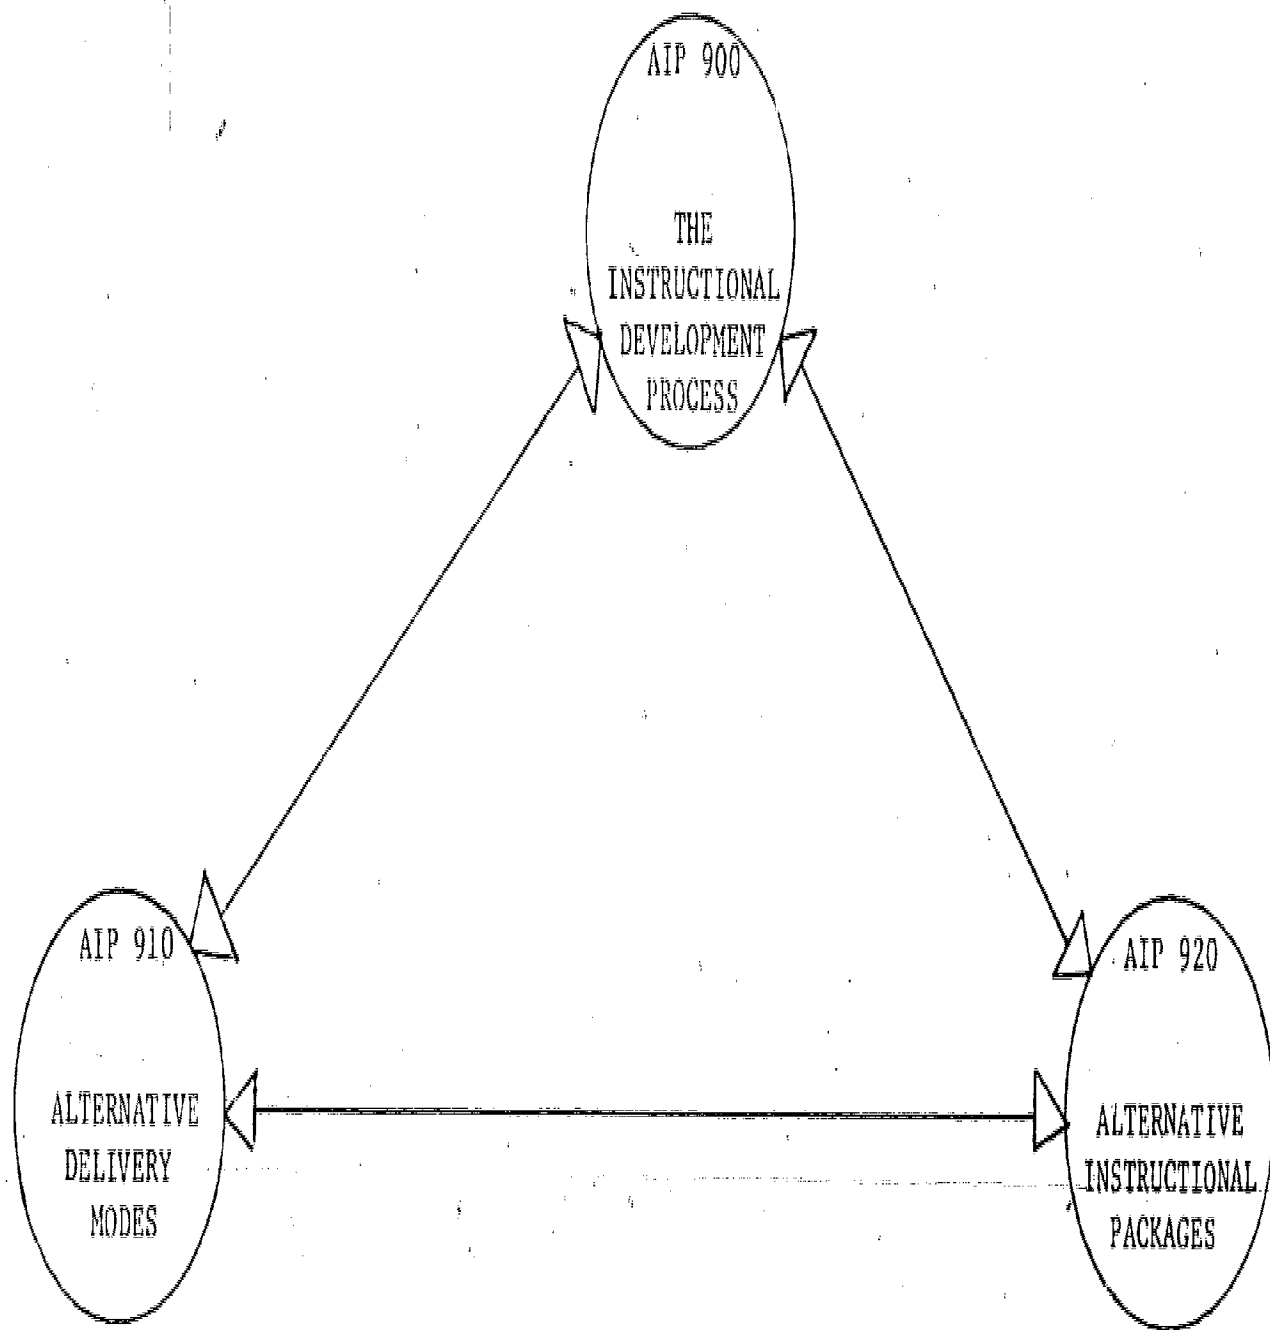 AIP 900
THE
INSTRUCTIONAL
DEVELOPMENT
PROCESS
AIP 910
ALTERNATIVE
DELIVERY
MODES
AIP 920
ALTERNATIVE
INSTRUCTIONAL
PACKAGES